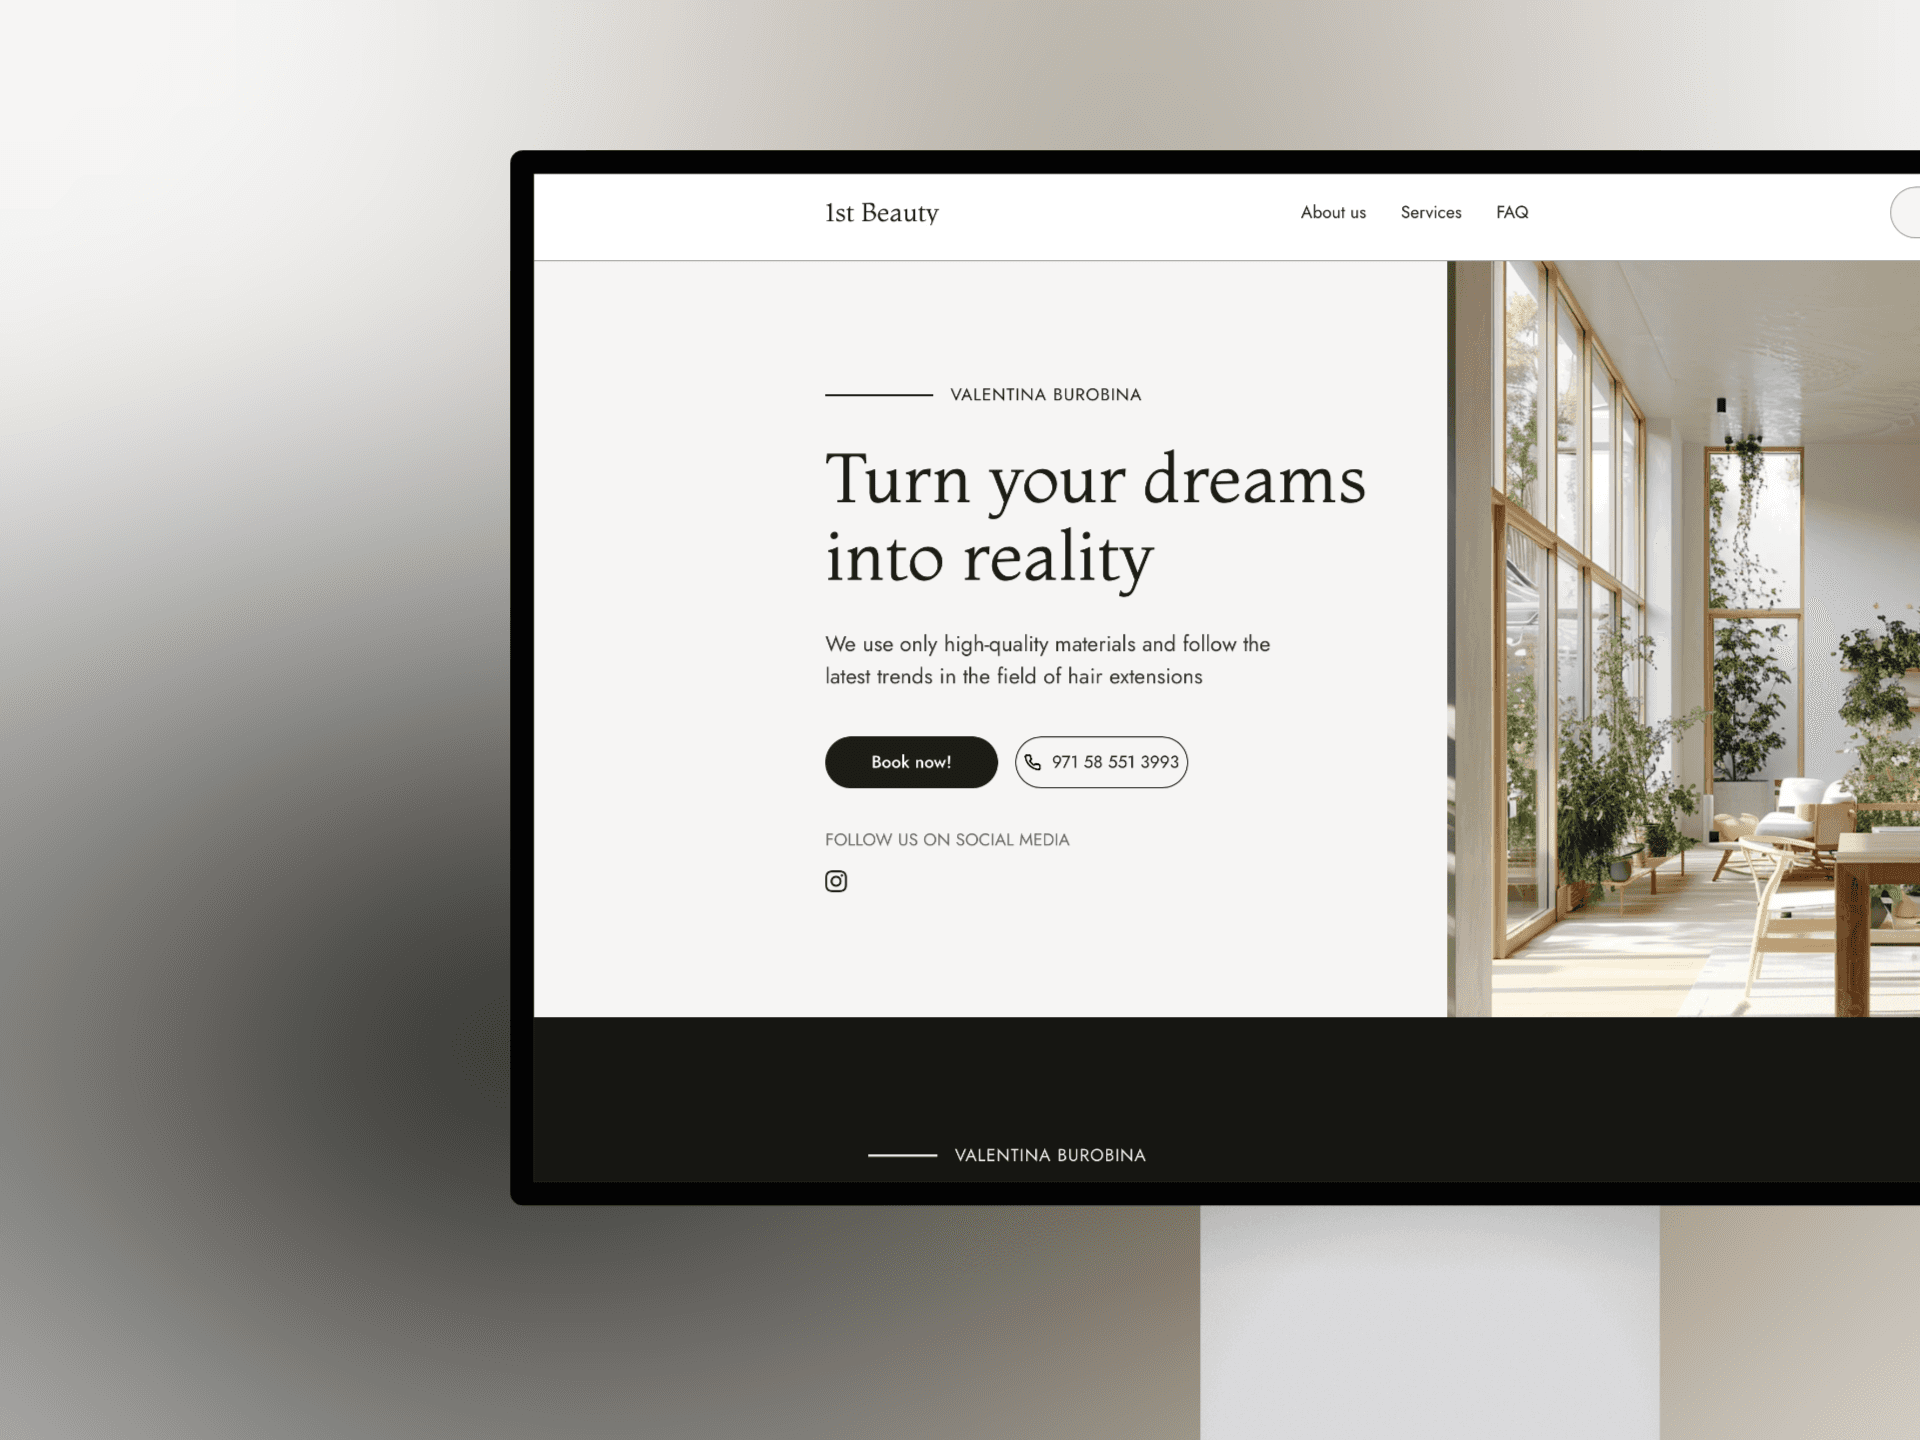 1st Beauty
About us Services FAQ
VALENTINA BUROBINA
Turn your dreams
into reality
We use only high-quality materials and follow the
latest trends in the field of hair extensions
Book now!
971 58 551 3993
FOLLOW US ON SOCIAL MEDIA
VALENTINA BUROBINA